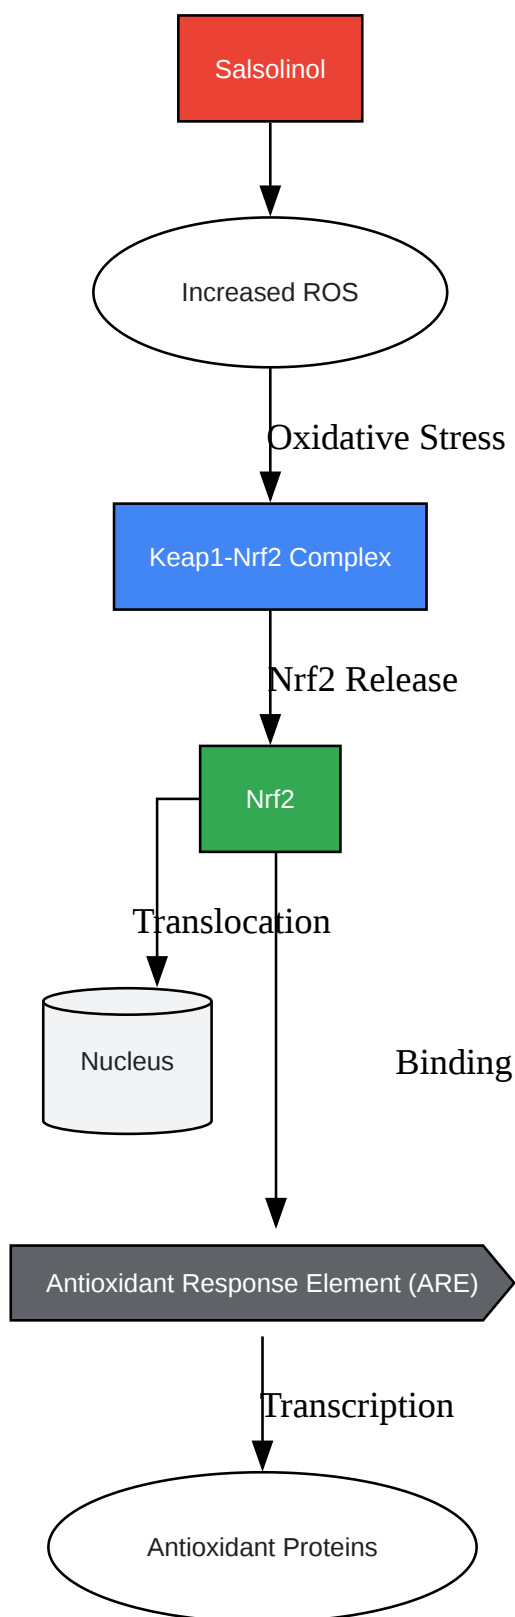 Salsolinol
Increased ROS
Oxidative Stress
Keap1-Nrf2 Complex
Nrf2 Release
Nrf2
Translocation
Nucleus
Binding
Antioxidant Response Element (ARE)
Transcription
Antioxidant Proteins